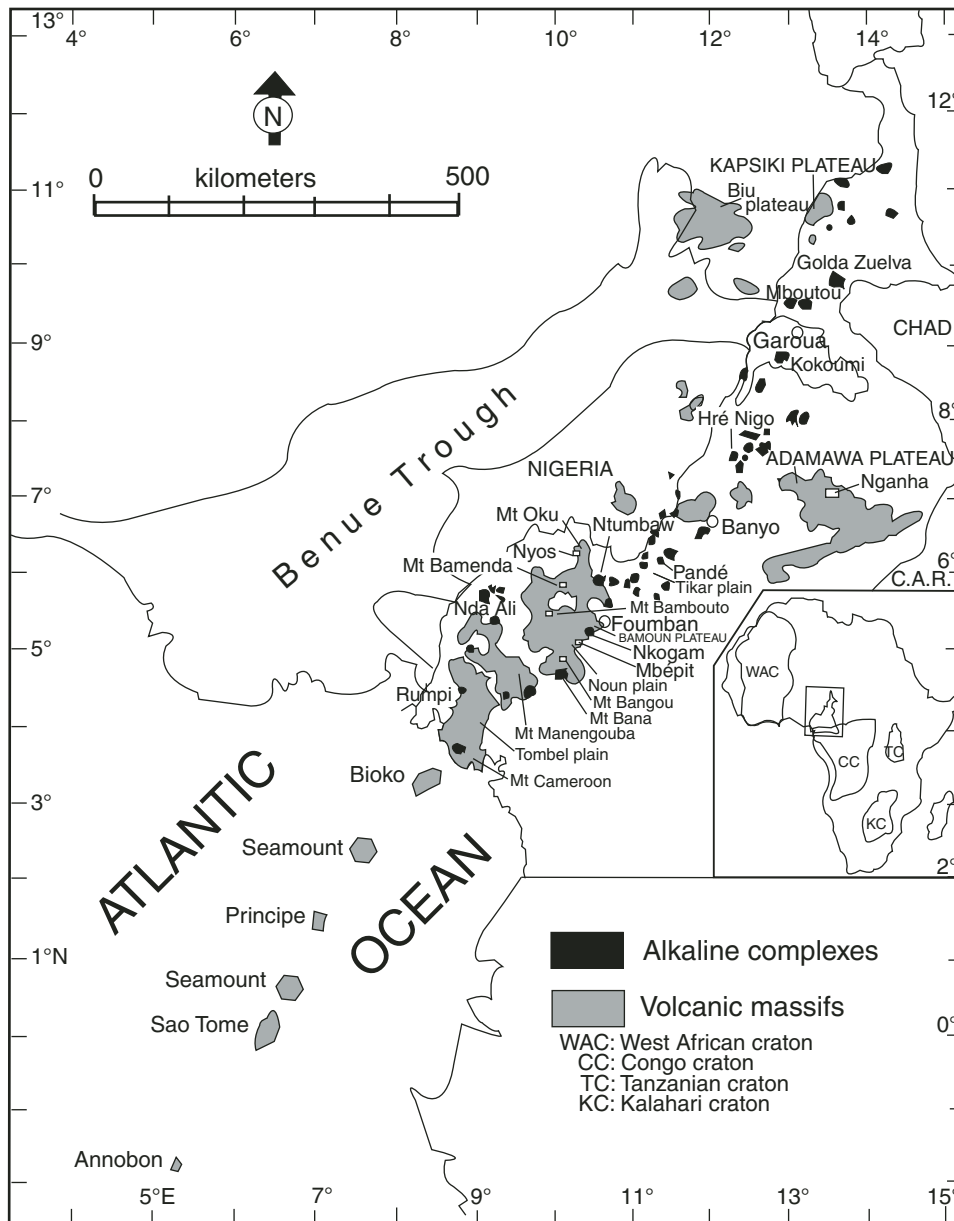 13°
4°
6°
8°
10°
12°
14°
12°
N
0 kilometers 500
11°
KAPSIKI PLATEAU
Biu
plateau
Golda Zuelva
Mboutou
CHAD
9°
Garoua
Kokoumi
8°
Benue Trough
Hré Nigo
NIGERIA
ADAMAWA PLATEAU
Nganha
7°
Mt Oku
Ntumbaw
Banyo
Nyos
Mt Bamenda
Pandé
6°
Tikar plain
C.A.R.
Nda Ali
Mt Bambouto
Foumban
BAMOUN PLATEAU
5°
Nkogam
Mbépit
Noun plain
Rumpi
Mt Bangou
Mt Bana
Mt Manengouba
Tombel plain
Mt Cameroon
WAC
CC
TC
KC
2°
ATLANTIC
OCEAN
Bioko
3°
Seamount
Principe
1°N
Seamount
Sao Tome
0°
Alkaline complexes
Volcanic massifs
WAC: West African craton
CC: Congo craton
TC: Tanzanian craton
KC: Kalahari craton
Annobon
5°E
7°
9°
11°
13°
15°